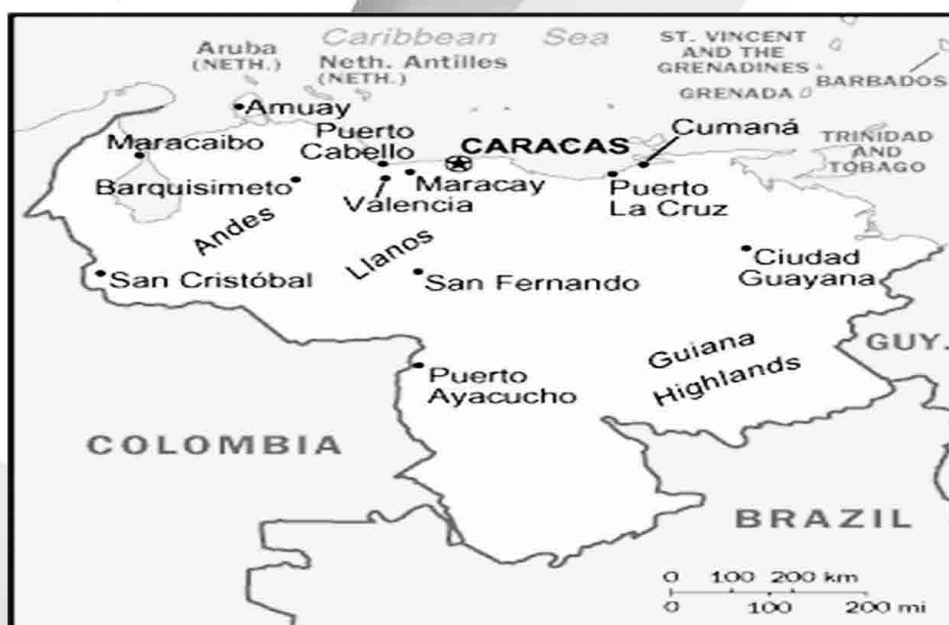 Caribbean Sea
Aruba
(NETH.)
Neth. Antilles
(NETH.)
ST. VINCENT
AND THE
GRENADINES
BARBADOS
GRENADA
Amuay
Puerto
Cabello
CARACAS
Cumaná
TRINIDAD
AND
TOBAGO
Maracaibo
Barquisimeto
Valencia
Maracay
Puerto
La Cruz
Andes
Llanos
San Cristóbal
San Fernando
Ciudad
Guayana
Guiana
Highlands
GUY.
Puerto
Ayacucho
COLOMBIA
BRAZIL
0 100 200 km
0 100 200 mi